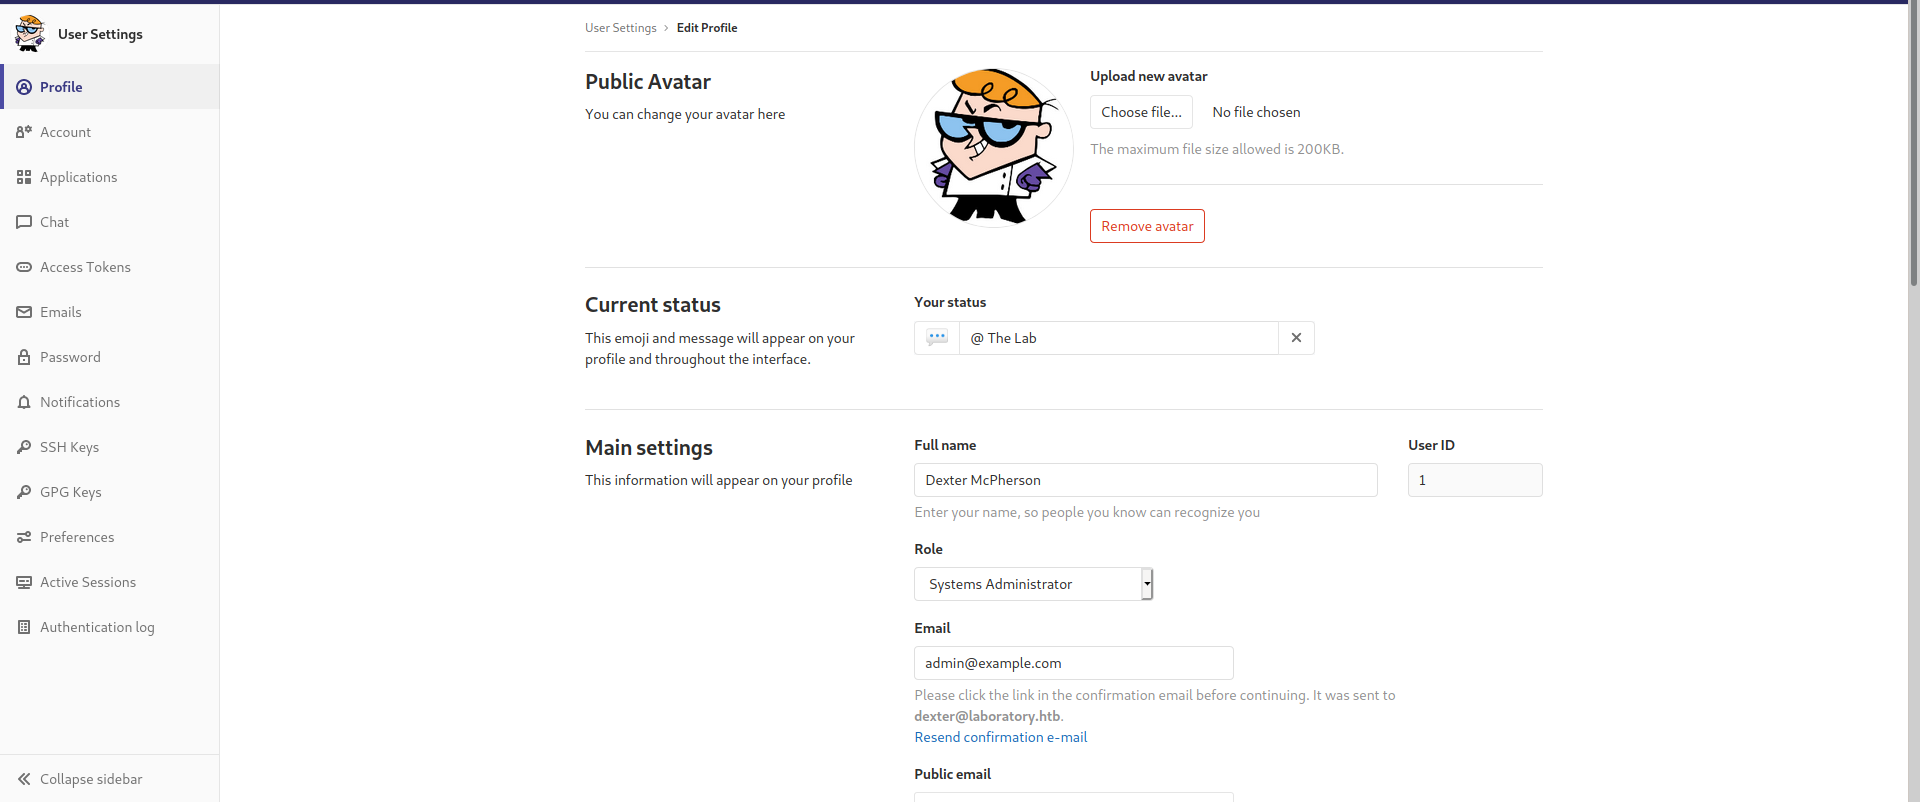 User Settings
Profile
Account
Applications
Chat
Access Tokens
Emails
Password
Notifications
SSH Keys
GPG Keys
Preferences
Active Sessions
Authentication log
Collapse sidebar
User Settings › Edit Profile
Public Avatar
You can change your avatar here
Upload new avatar
Choose file... No file chosen
The maximum file size allowed is 200KB.
Remove avatar
Current status
This emoji and message will appear on your
profile and throughout the interface.
Your status
@ The Lab
Main settings
This information will appear on your profile
Full name
Dexter McPherson
Enter your name, so people you know can recognize you
User ID
1
Role
Systems Administrator
Email
admin@example.com
Please click the link in the confirmation email before continuing. It was sent to
dexter@laboratory.htb.
Resend confirmation e-mail
Public email